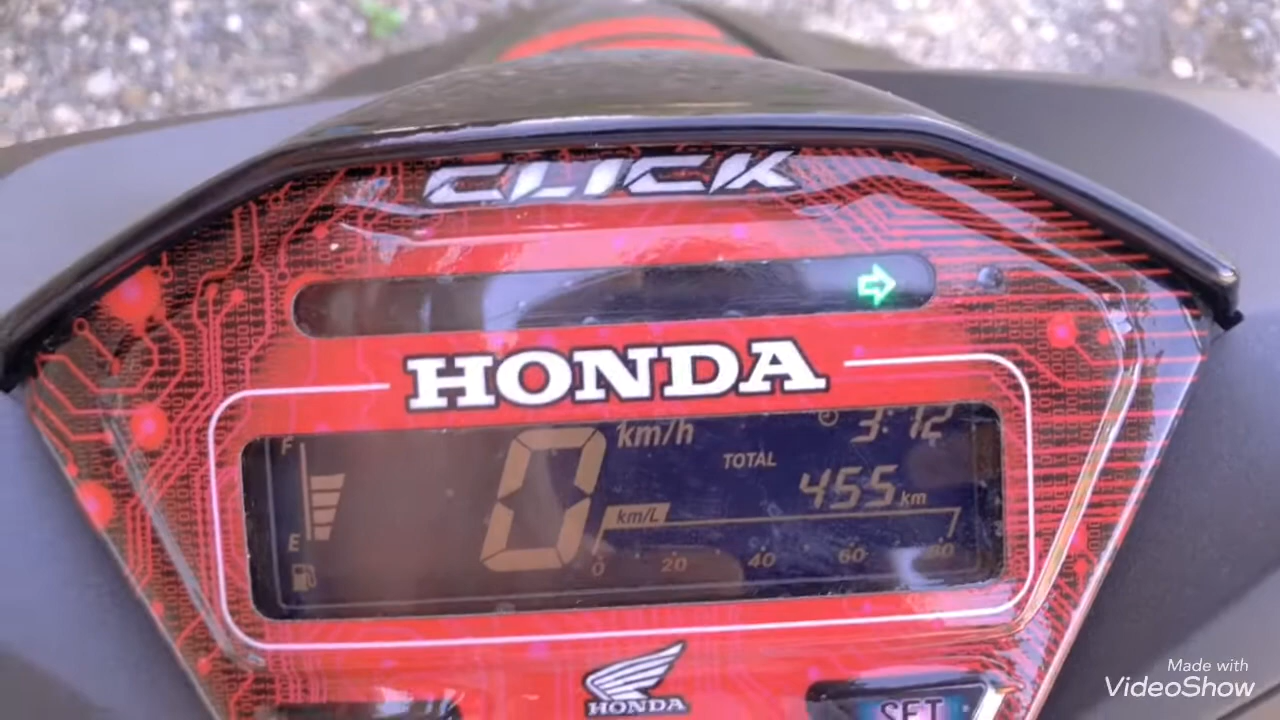 CLICK
HONDA
F
km/h
3:12
TOTAL
0
455 km
km/L
E
0 20 40 60 80
HONDA
SET
Made with
VideoShow